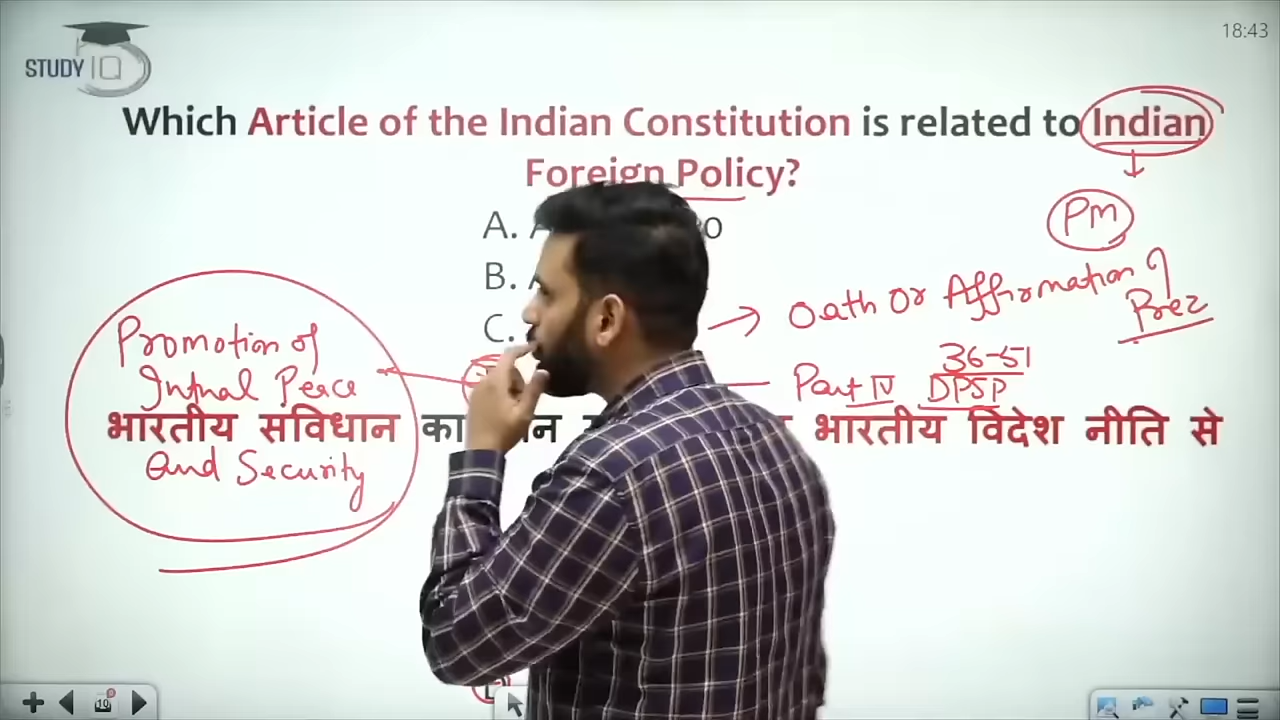 STUDY IQ
18:43
Which Article of the Indian Constitution is related to Indian
Foreign Policy?
PM
A.
B.
C.
Oath Or Affirmation of
Prez
36-51
Part IV DPSP
Promotion of
Intnal Peace
and Security
भारतीय संविधान का भारतीय विदेश नीति से
10